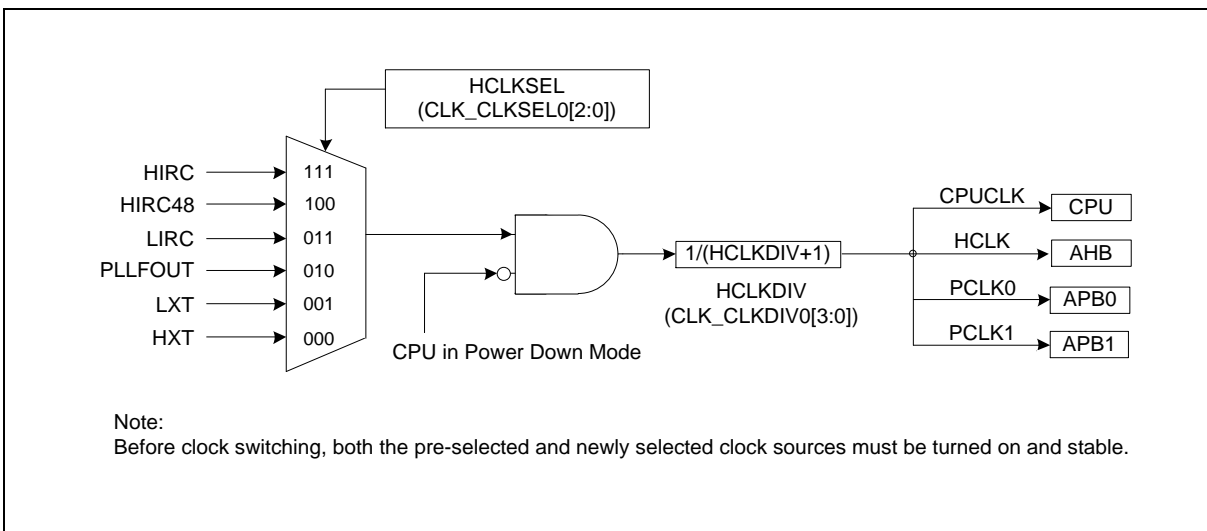 HCLKSEL
(CLK_CLKSEL0[2:0])
HIRC
111
HIRC48
100
LIRC
011
PLLFOUT
010
LXT
001
HXT
000
CPU in Power Down Mode
1/(HCLKDIV+1)
HCLKDIV
(CLK_CLKDIV0[3:0])
CPUCLK
CPU
HCLK
AHB
PCLK0
APB0
PCLK1
APB1
Note:
Before clock switching, both the pre-selected and newly selected clock sources must be turned on and stable.